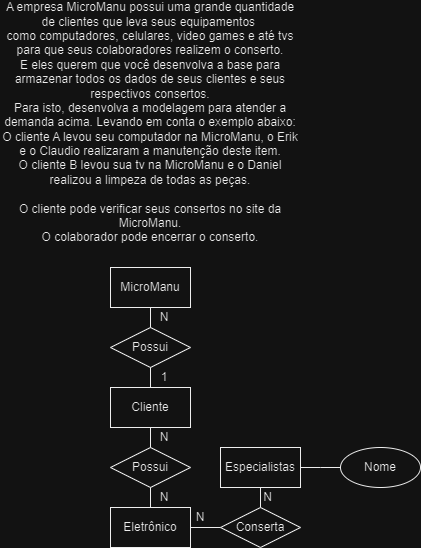 A empresa MicroManu possui uma grande quantidade
de clientes que leva seus equipamentos
como computadores, celulares, video games e até tvs
para que seus colaboradores realizem o conserto.
E eles querem que você desenvolva a base para
armazenar todos os dados de seus clientes e seus
respectivos consertos.
Para isto, desenvolva a modelagem para atender a
demanda acima. Levando em conta o exemplo abaixo:
O cliente A levou seu computador na MicroManu, o Erik
e o Claudio realizaram a manutenção deste item.
O cliente B levou sua tv na MicroManu e o Daniel
realizou a limpeza de todas as peças.
O cliente pode verificar seus consertos no site da
MicroManu.
O colaborador pode encerrar o conserto.
MicroManu
N
Possui
1
Cliente
N
Possui
N
Eletrônico
N
Conserta
N
Especialistas
Nome